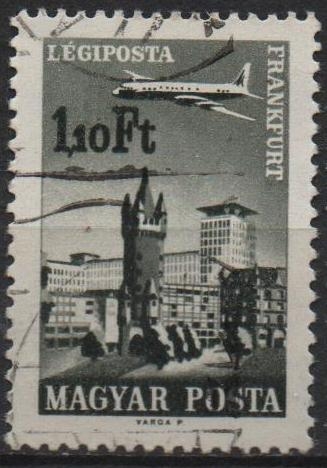 LÉGIPOSTA
FRANKFURT
1,10 Ft
MAGYAR POSTA
VARGA P.